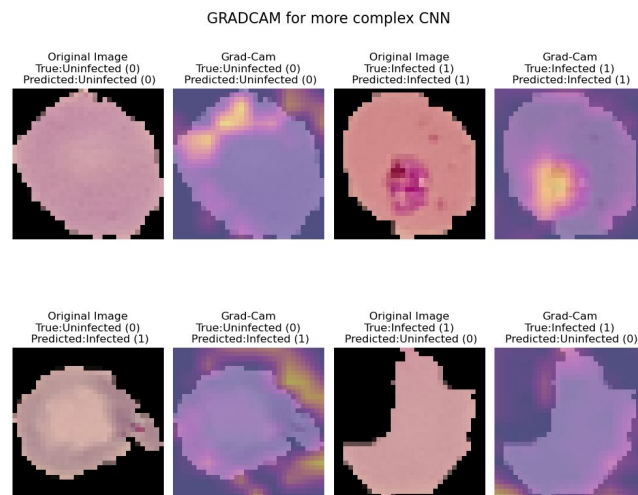 GRADCAM for more complex CNN
Original Image
True:Uninfected (0)
Predicted:Uninfected (0)
Grad-Cam
True:Uninfected (0)
Predicted:Uninfected (0)
Original Image
True:Infected (1)
Predicted:Infected (1)
Grad-Cam
True:Infected (1)
Predicted:Infected (1)
Original Image
True:Uninfected (0)
Predicted:Infected (1)
Grad-Cam
True:Uninfected (0)
Predicted:Infected (1)
Original Image
True:Infected (1)
Predicted:Uninfected (0)
Grad-Cam
True:Infected (1)
Predicted:Uninfected (0)